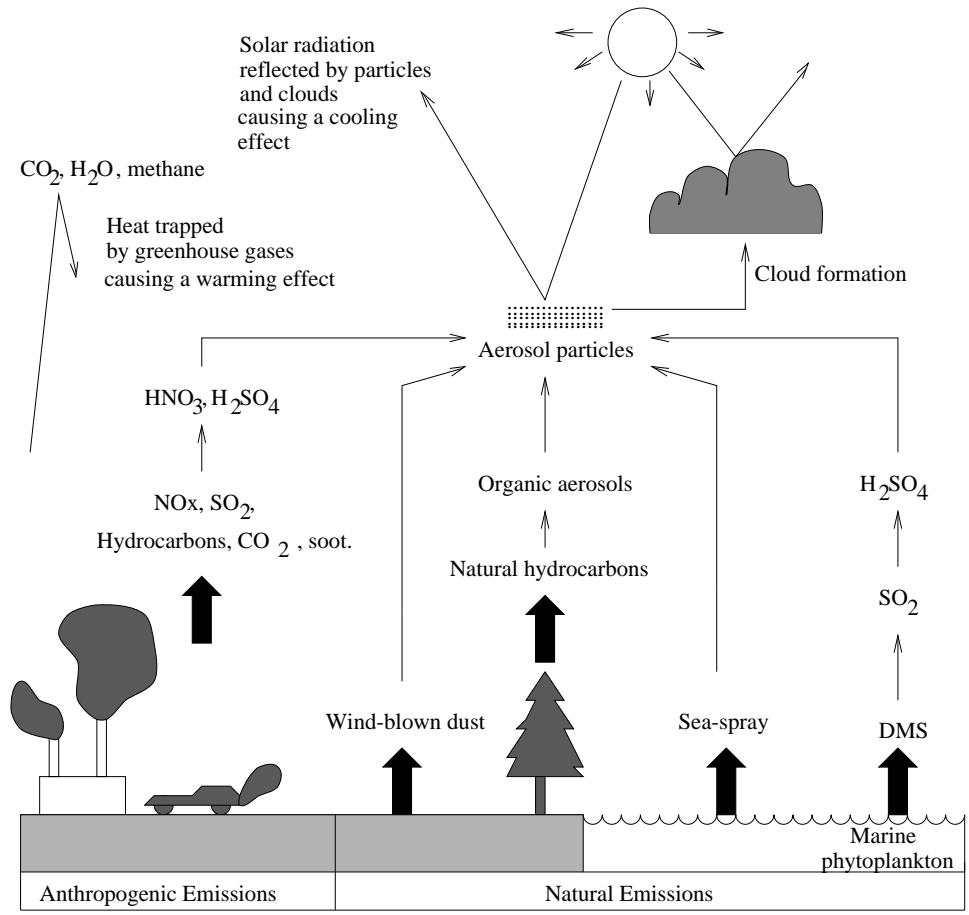 Solar radiation
reflected by particles
and clouds
causing a cooling
effect
CO2, H2O, methane
Heat trapped
by greenhouse gases
causing a warming effect
Cloud formation
Aerosol particles
HNO3, H2SO4
NOx, SO2,
Hydrocarbons, CO2, soot.
Organic aerosols
Natural hydrocarbons
H2SO4
SO2
Wind-blown dust
Sea-spray
DMS
Marine
phytoplankton
Anthropogenic Emissions
Natural Emissions